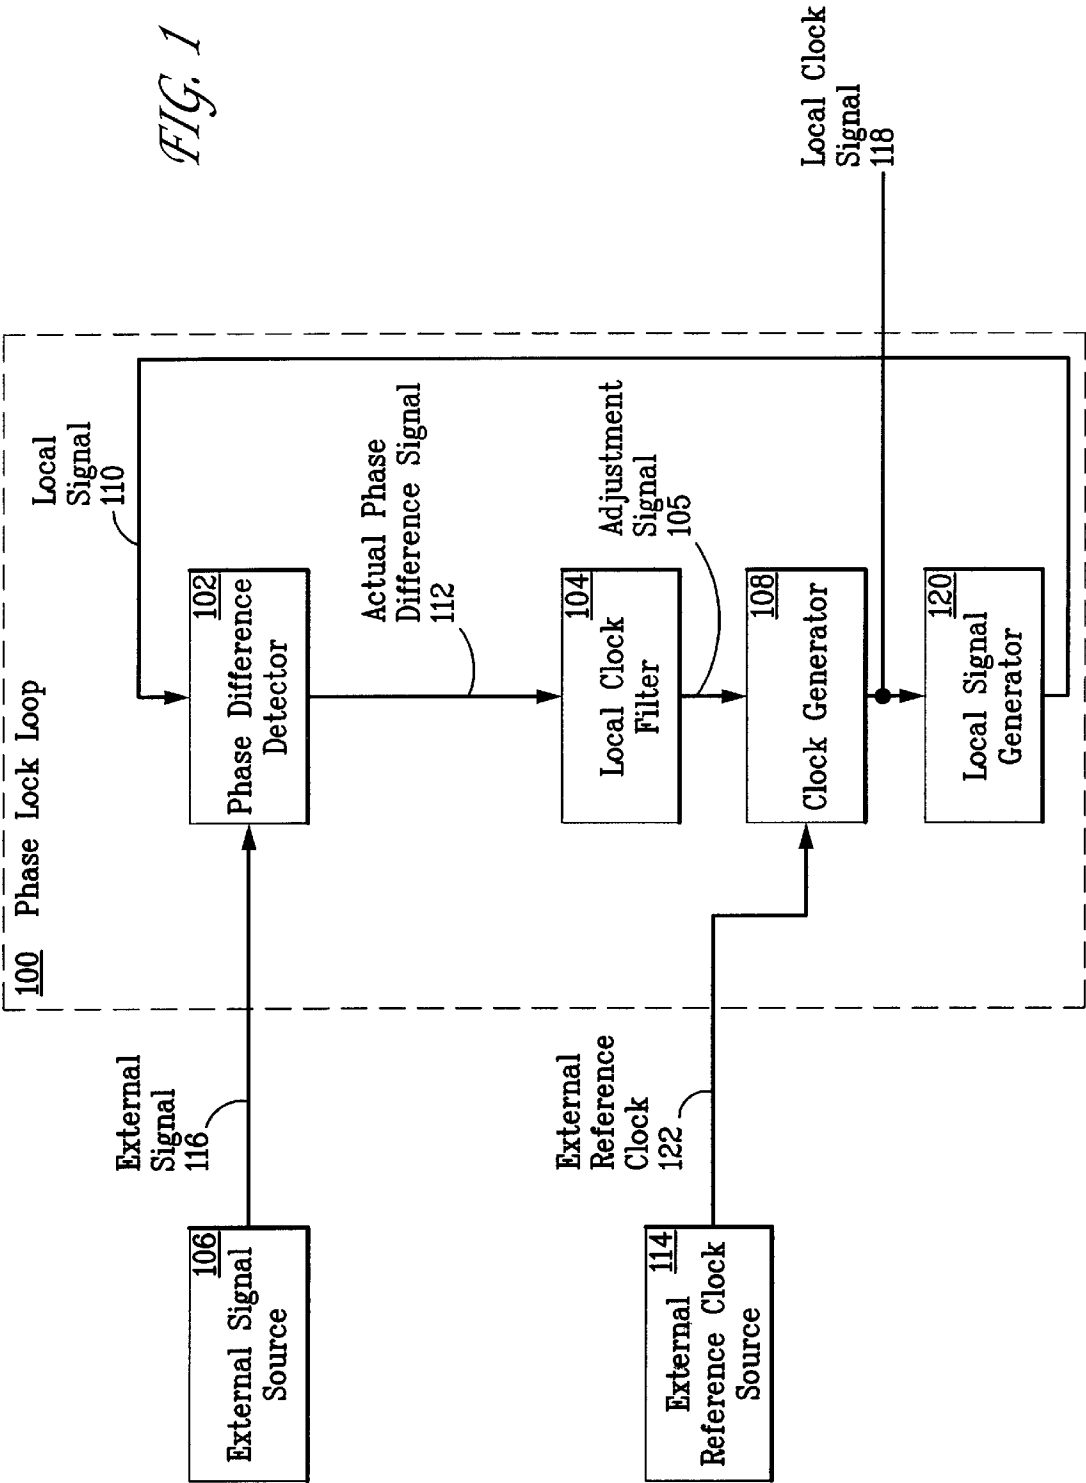 FIG. 1
100 Phase Lock Loop
Local
Signal
110
106
External Signal
Source
External
Signal
116
102
Phase Difference
Detector
Actual Phase
Difference Signal
112
104
Local Clock
Filter
Adjustment
Signal
105
114
External
Reference Clock
Source
External
Reference
Clock
122
108
Clock Generator
Local Clock
Signal
118
120
Local Signal
Generator